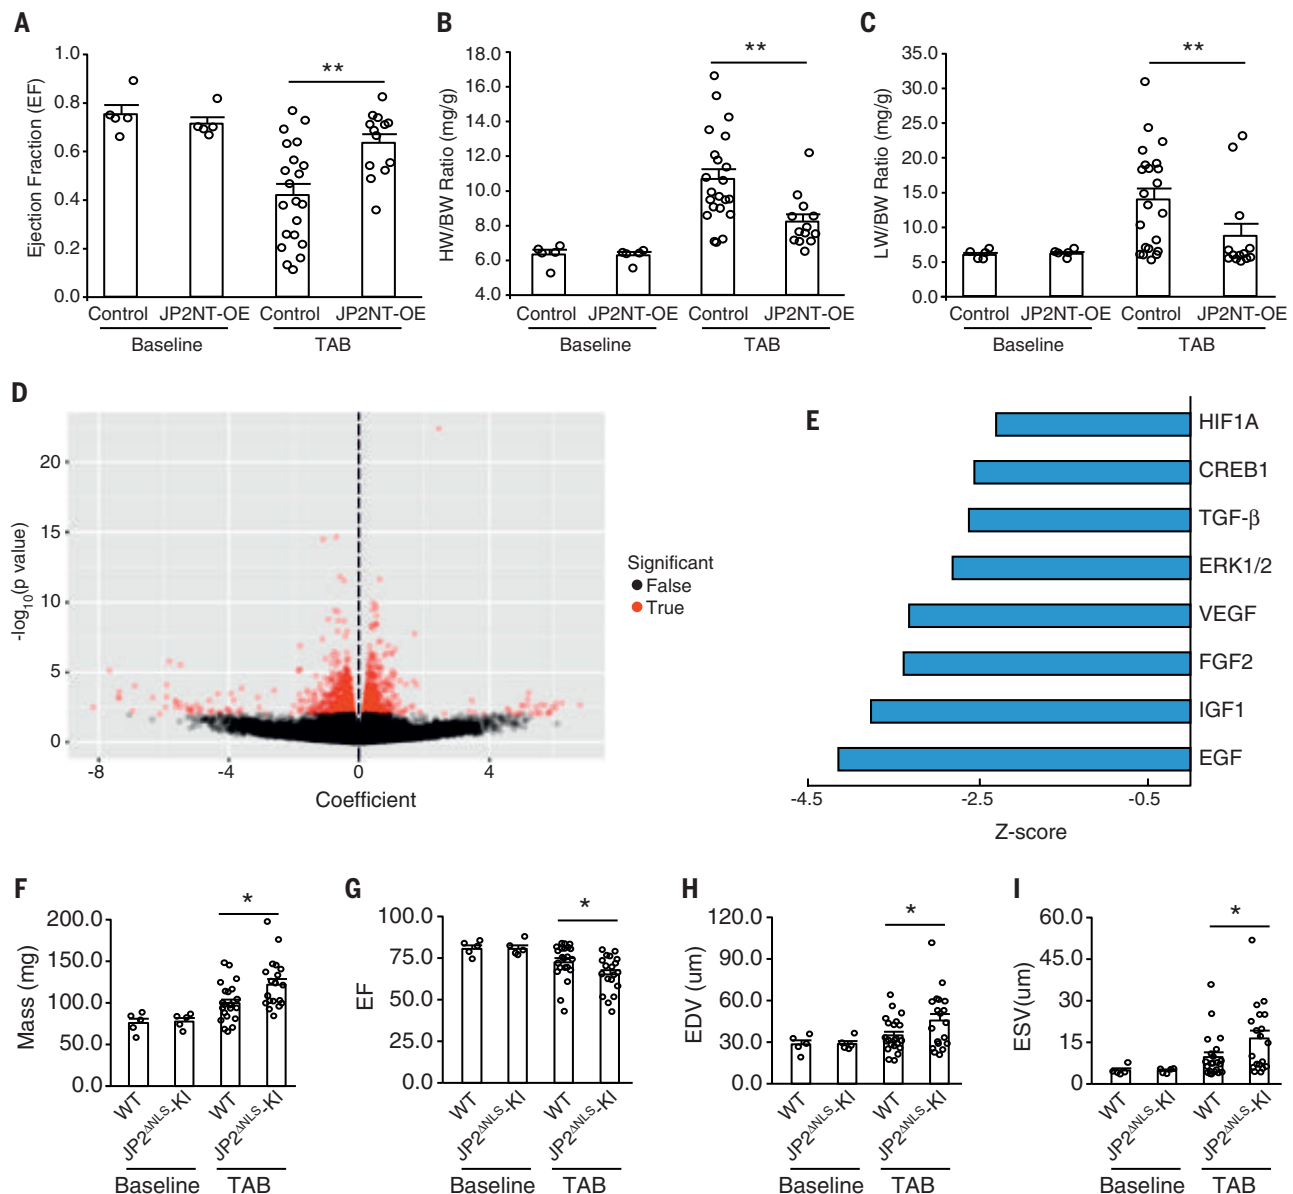 A
Ejection Fraction (EF)
1.0
0.8
0.6
0.4
0.2
0.0
**
Control JP2NT-OE Control JP2NT-OE
Baseline TAB
B
HW/BW Ratio (mg/g)
18.0
16.0
14.0
12.0
10.0
8.0
6.0
4.0
**
Control JP2NT-OE Control JP2NT-OE
Baseline TAB
C
LW/BW Ratio (mg/g)
35.0
30.0
25.0
20.0
15.0
10.0
5.0
0.0
**
Control JP2NT-OE Control JP2NT-OE
Baseline TAB
D
-log10(p value)
20
15
10
5
0
-8 -4 0 4
Coefficient
Significant
False
True
E
HIF1A
CREB1
TGF-β
ERK1/2
VEGF
FGF2
IGF1
EGF
-4.5 -2.5 -0.5
Z-score
F
Mass (mg)
200.0
150.0
100.0
50.0
0.0
*
WT JP2ΔNLS-KI WT JP2ΔNLS-KI
Baseline TAB
G
EF
100.0
75.0
50.0
25.0
0.0
*
WT JP2ΔNLS-KI WT JP2ΔNLS-KI
Baseline TAB
H
EDV (um)
120.0
90.0
60.0
30.0
0.0
*
WT JP2ΔNLS-KI WT JP2ΔNLS-KI
Baseline TAB
I
ESV(um)
60.0
30.0
15
0
*
WT JP2ΔNLS-KI WT JP2ΔNLS-KI
Baseline TAB